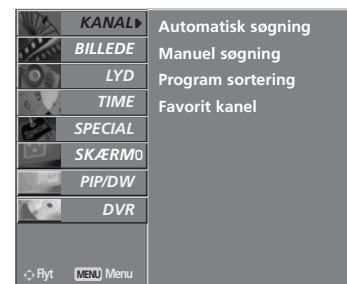 KANAL
BILLEDE
LYD
TIME
SPECIAL
SKÆRM0
PIP/DW
DVR
Flyt MENU Menu
Automatisk søgning
Manuel søgning
Program sortering
Favorit kanel